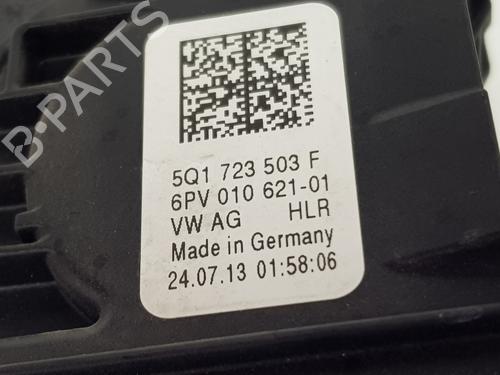 B-PARTS
5Q1 723 503 F
6PV 010 621-01
VW AG HLR
Made in Germany
24.07.13 01:58:06